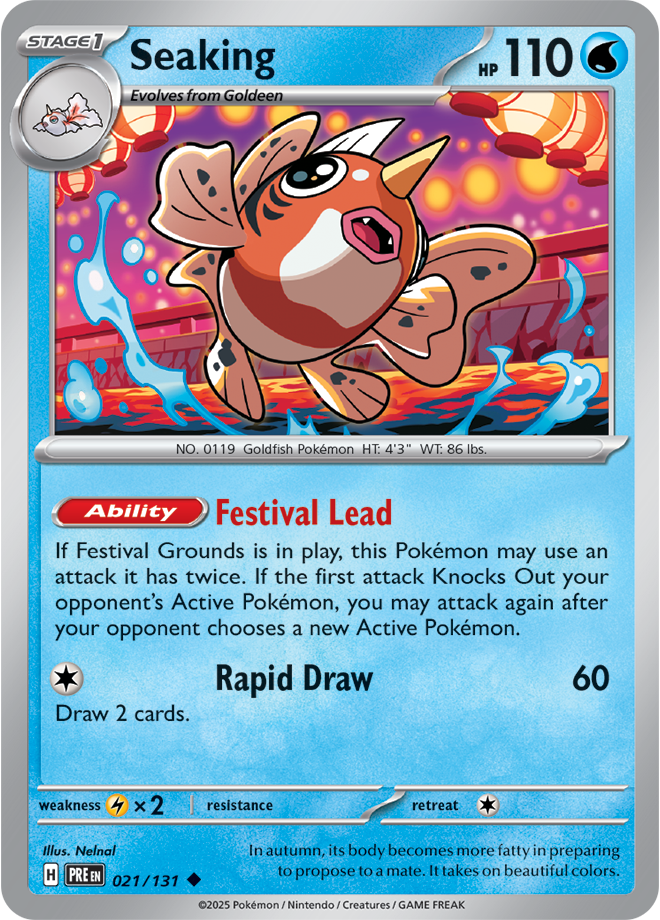 STAGE 1
Seaking
HP 110
Evolves from Goldeen
NO. 0119 Goldfish Pokémon HT: 4'3" WT: 86 lbs.
Ability Festival Lead
If Festival Grounds is in play, this Pokémon may use an
attack it has twice. If the first attack Knocks Out your
opponent's Active Pokémon, you may attack again after
your opponent chooses a new Active Pokémon.
Rapid Draw 60
Draw 2 cards.
weakness ×2 resistance retreat
Illus. Nelnal
H PRE EN 021/131
In autumn, its body becomes more fatty in preparing
to propose to a mate. It takes on beautiful colors.
©2025 Pokémon / Nintendo / Creatures / GAME FREAK